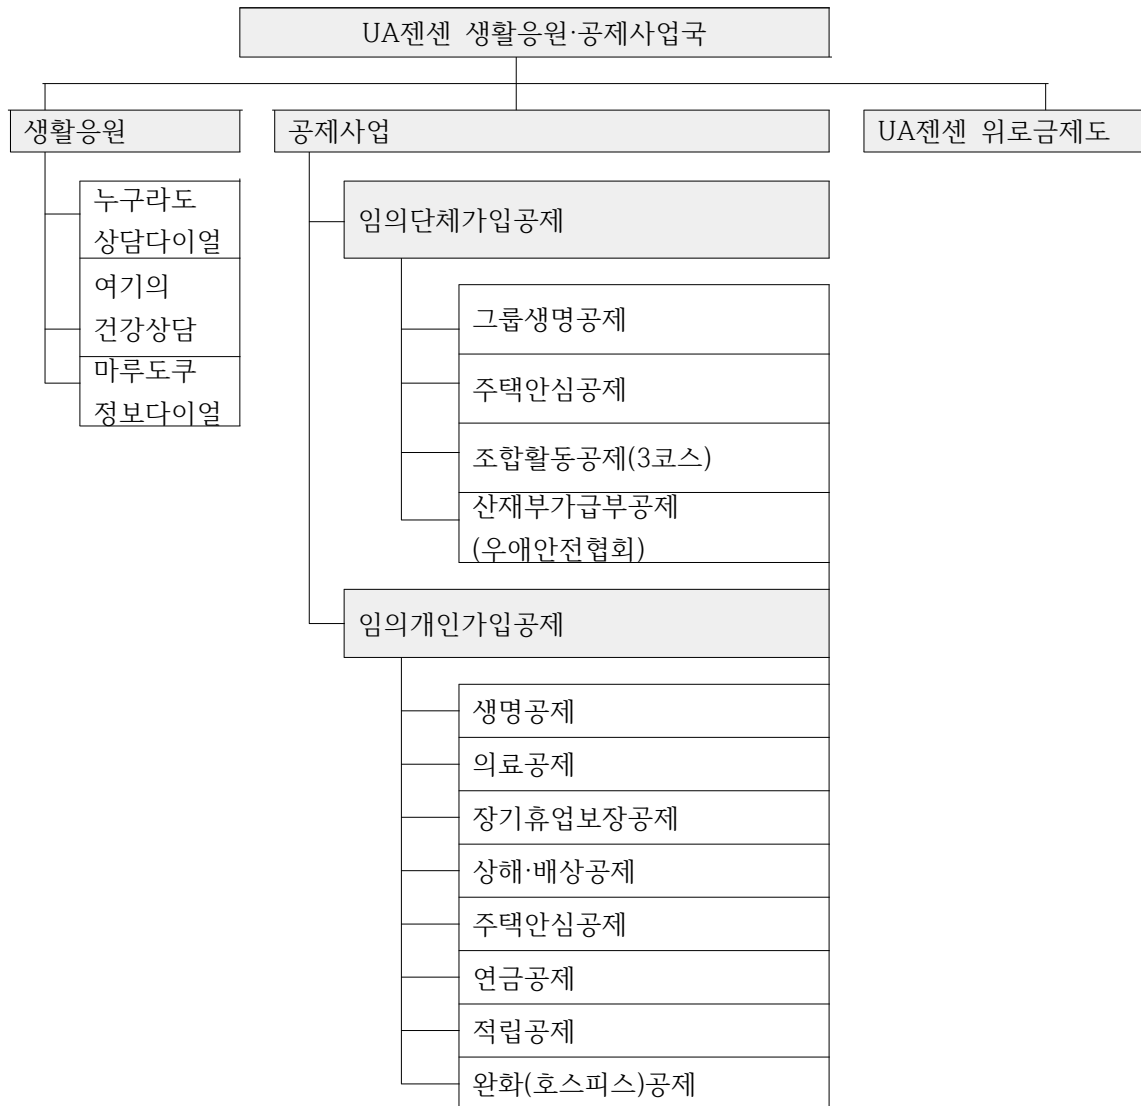 UA젠센 생활응원·공제사업국
생활응원
공제사업
UA젠센 위로금제도
누구라도
상담다이얼
여기의
건강상담
마루도쿠
정보다이얼
임의단체가입공제
그룹생명공제
주택안심공제
조합활동공제(3코스)
산재부가급부공제
(우애안전협회)
임의개인가입공제
생명공제
의료공제
장기휴업보장공제
상해·배상공제
주택안심공제
연금공제
적립공제
완화(호스피스)공제